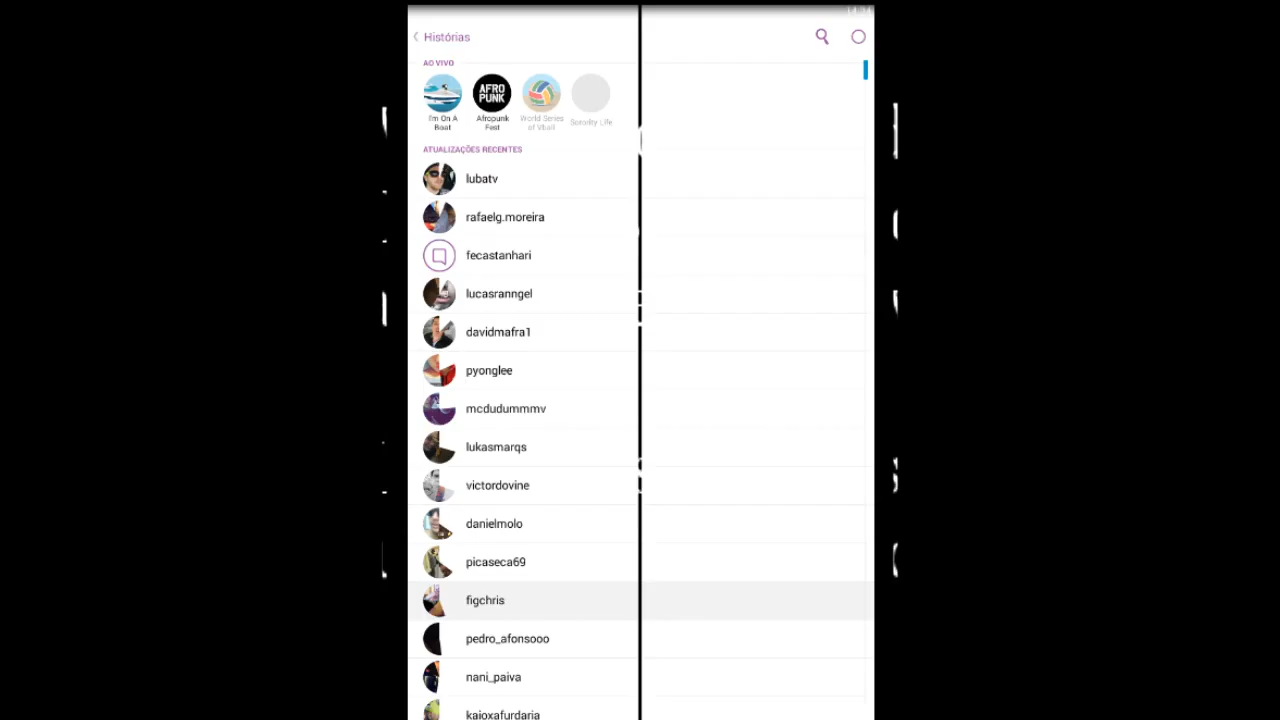 Histórias
AO VIVO
AFRO
PUNK
I'm On A
Boat
Afropunk
Fest
World Series
of Vball
Sorority Life
ATUALIZAÇÕES RECENTES
lubatv
rafaelg.moreira
fecastanhari
lucasranngel
davidmafra1
pyonglee
mcdudummmv
lukasmarqs
victordovine
danielmolo
picaseca69
figchris
pedro_afonsooo
nani_paiva
kaioxafurdaria